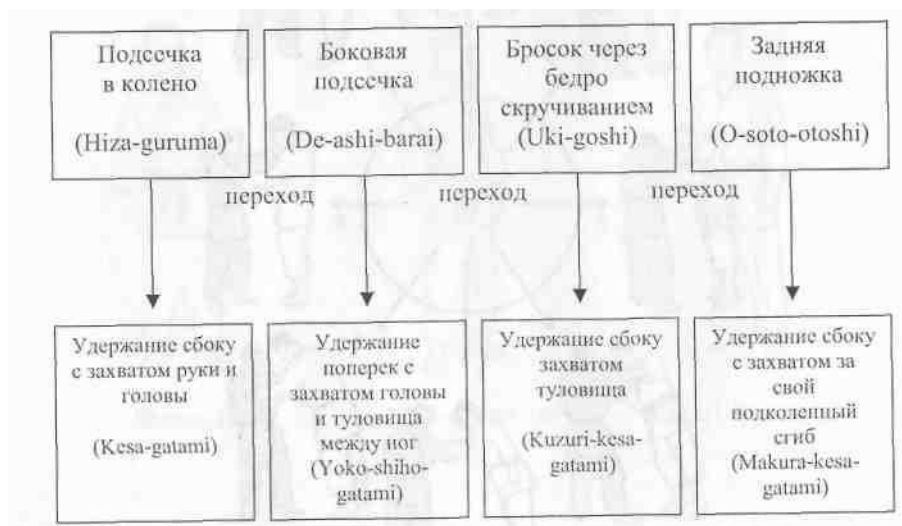 Подсечка
в колено
(Hiza-guruma)
Боковая
подсечка
(De-ashi-barai)
Бросок через
бедро
скручиванием
(Uki-goshi)
Задняя
подножка
(O-soto-otoshi)
переход
переход
переход
Удержание сбоку
с захватом руки и
головы
(Kesa-gatami)
Удержание
поперек с
захватом головы
и туловища
между ног
(Yoko-shiho-
gatami)
Удержание сбоку
захватом
туловища
(Kuzuri-kesa-
gatami)
Удержание сбоку
с захватом за
свой
подколенный
сгиб
(Makura-kesa-
gatami)